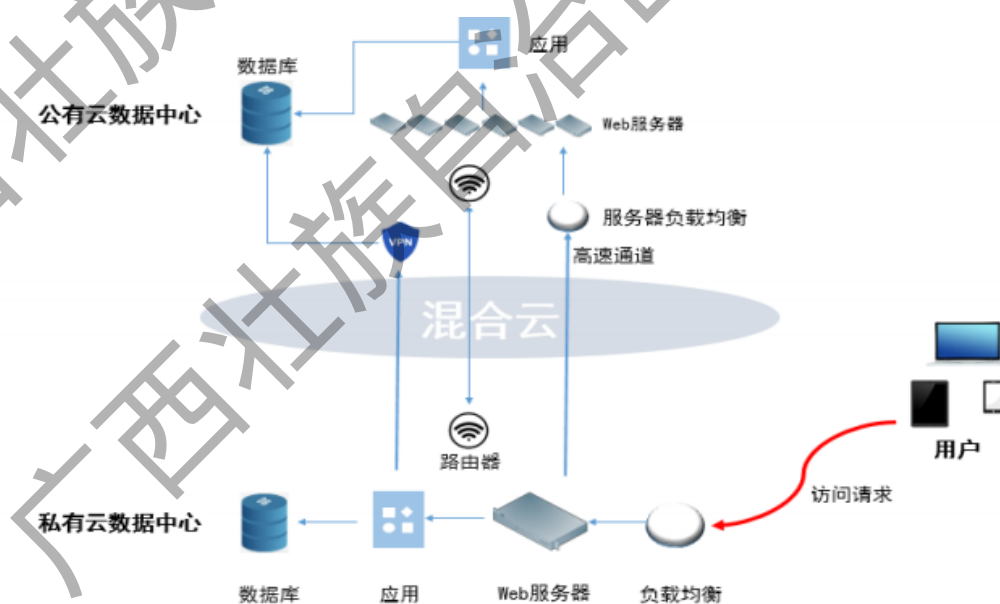 应用
数据库
公有云数据中心
Web服务器
服务器负载均衡
VPN
高速通道
混合云
用户
路由器
访问请求
私有云数据中心
数据库
应用
Web服务器
负载均衡
广西壮族自治